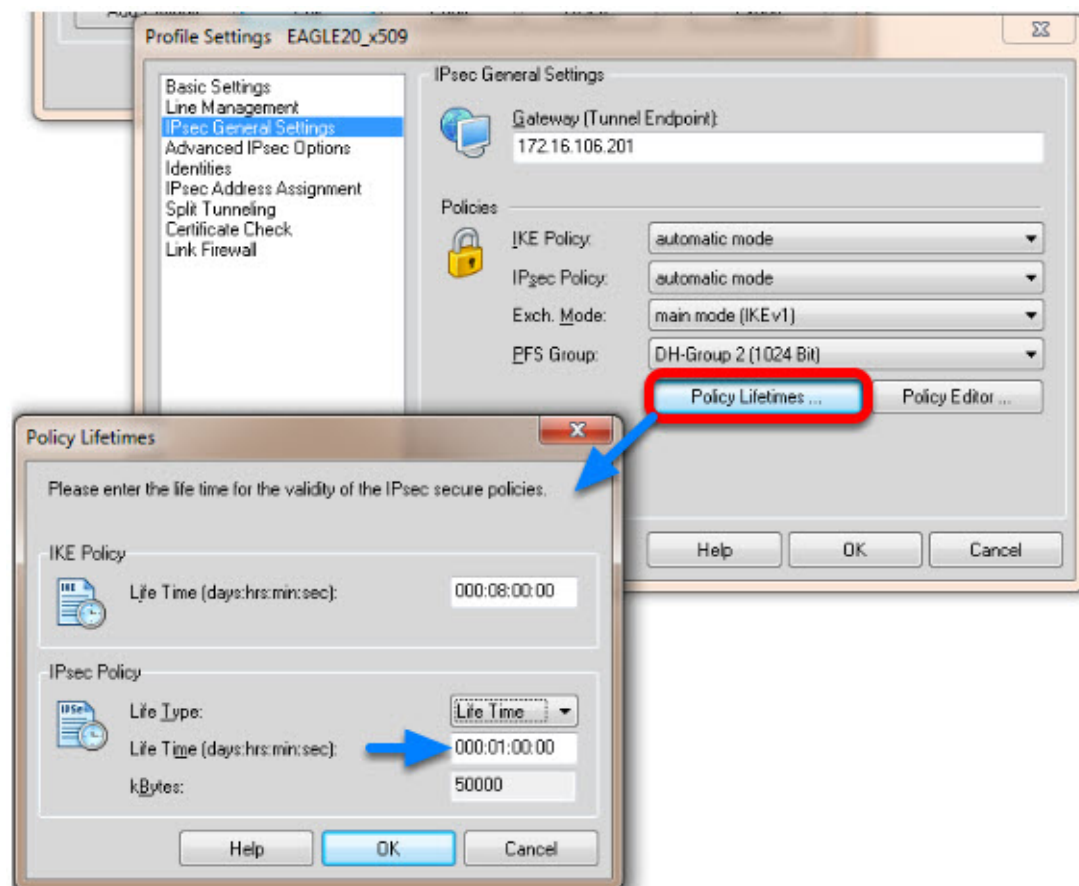 Profile Settings EAGLE20_x509
Basic Settings
Line Management
IPsec General Settings
Advanced IPsec Options
Identities
IPsec Address Assignment
Split Tunneling
Certificate Check
Link Firewall
IPsec General Settings
Gateway (Tunnel Endpoint):
172.16.106.201
Policies
IKE Policy: automatic mode
IPsec Policy: automatic mode
Exch. Mode: main mode (IKEv1)
PFS Group: DH-Group 2 (1024 Bit)
Policy Lifetimes ... Policy Editor ...
Help OK Cancel
Policy Lifetimes
Please enter the life time for the validity of the IPsec secure policies.
IKE Policy
Life Time (days:hrs:min:sec): 000:08:00:00
IPsec Policy
Life Type: Life Time
Life Time (days:hrs:min:sec): 000:01:00:00
kBytes: 50000
Help OK Cancel